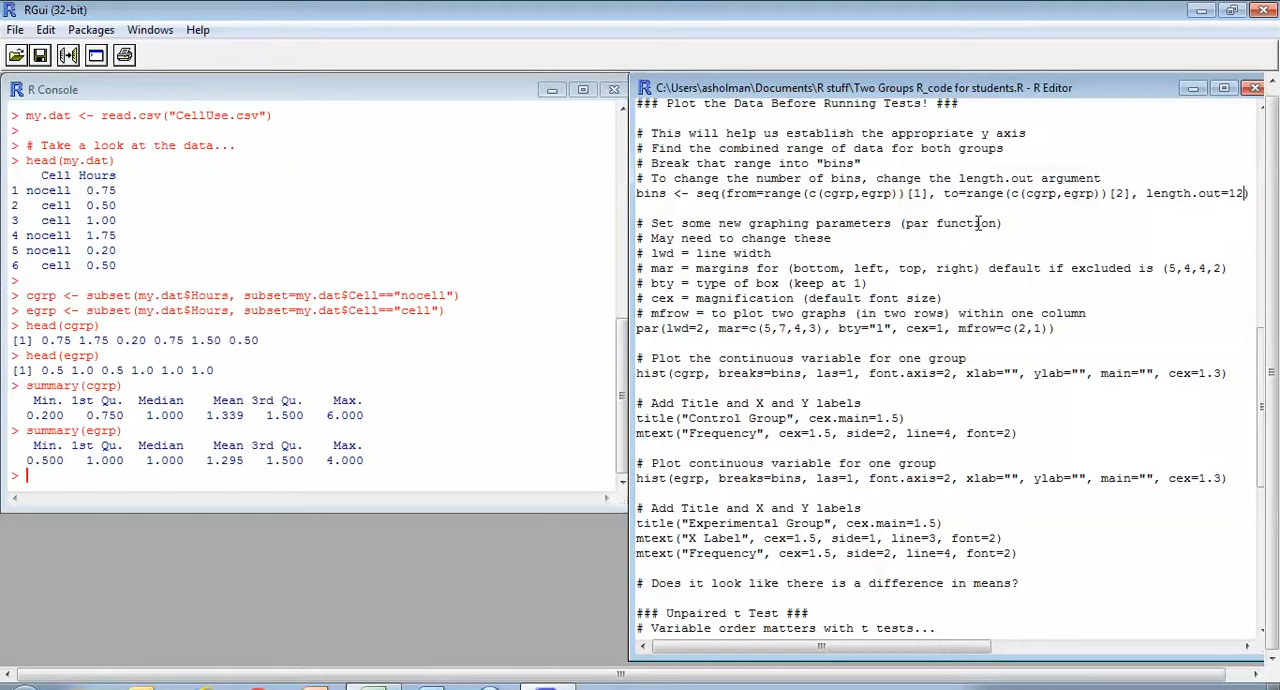 RGui (32-bit)
File Edit Packages Windows Help
R Console
> my.dat <- read.csv("CellUse.csv")
>
> # Take a look at the data...
> head(my.dat)
Cell Hours
1 nocell 0.75
2 cell 0.50
3 cell 1.00
4 nocell 1.75
5 nocell 0.20
6 cell 0.50
>
> cgrp <- subset(my.dat$Hours, subset=my.dat$Cell=="nocell")
> egrp <- subset(my.dat$Hours, subset=my.dat$Cell=="cell")
> head(cgrp)
[1] 0.75 1.75 0.20 0.75 1.50 0.50
> head(egrp)
[1] 0.5 1.0 0.5 1.0 1.0 1.0
> summary(cgrp)
Min. 1st Qu. Median Mean 3rd Qu. Max.
0.200 0.750 1.000 1.339 1.500 6.000
> summary(egrp)
Min. 1st Qu. Median Mean 3rd Qu. Max.
0.500 1.000 1.000 1.295 1.500 4.000
>
C:\Users\asholman\Documents\R stuff\Two Groups R_code for students.R - R Editor
### Plot the Data Before Running Tests! ###
# This will help us establish the appropriate y axis
# Find the combined range of data for both groups
# Break that range into "bins"
# To change the number of bins, change the length.out argument
bins <- seq(from=range(c(cgrp,egrp))[1], to=range(c(cgrp,egrp))[2], length.out=12)
# Set some new graphing parameters (par function)
# May need to change these
# lwd = line width
# mar = margins for (bottom, left, top, right) default if excluded is (5,4,4,2)
# bty = type of box (keep at 1)
# cex = magnification (default font size)
# mfrow = to plot two graphs (in two rows) within one column
par(lwd=2, mar=c(5,7,4,3), bty="l", cex=1, mfrow=c(2,1))
# Plot the continuous variable for one group
hist(cgrp, breaks=bins, las=1, font.axis=2, xlab="", ylab="", main="", cex=1.3)
# Add Title and X and Y labels
title("Control Group", cex.main=1.5)
mtext("Frequency", cex=1.5, side=2, line=4, font=2)
# Plot continuous variable for one group
hist(egrp, breaks=bins, las=1, font.axis=2, xlab="", ylab="", main="", cex=1.3)
# Add Title and X and Y labels
title("Experimental Group", cex.main=1.5)
mtext("X Label", cex=1.5, side=1, line=3, font=2)
mtext("Frequency", cex=1.5, side=2, line=4, font=2)
# Does it look like there is a difference in means?
### Unpaired t Test ###
# Variable order matters with t tests...